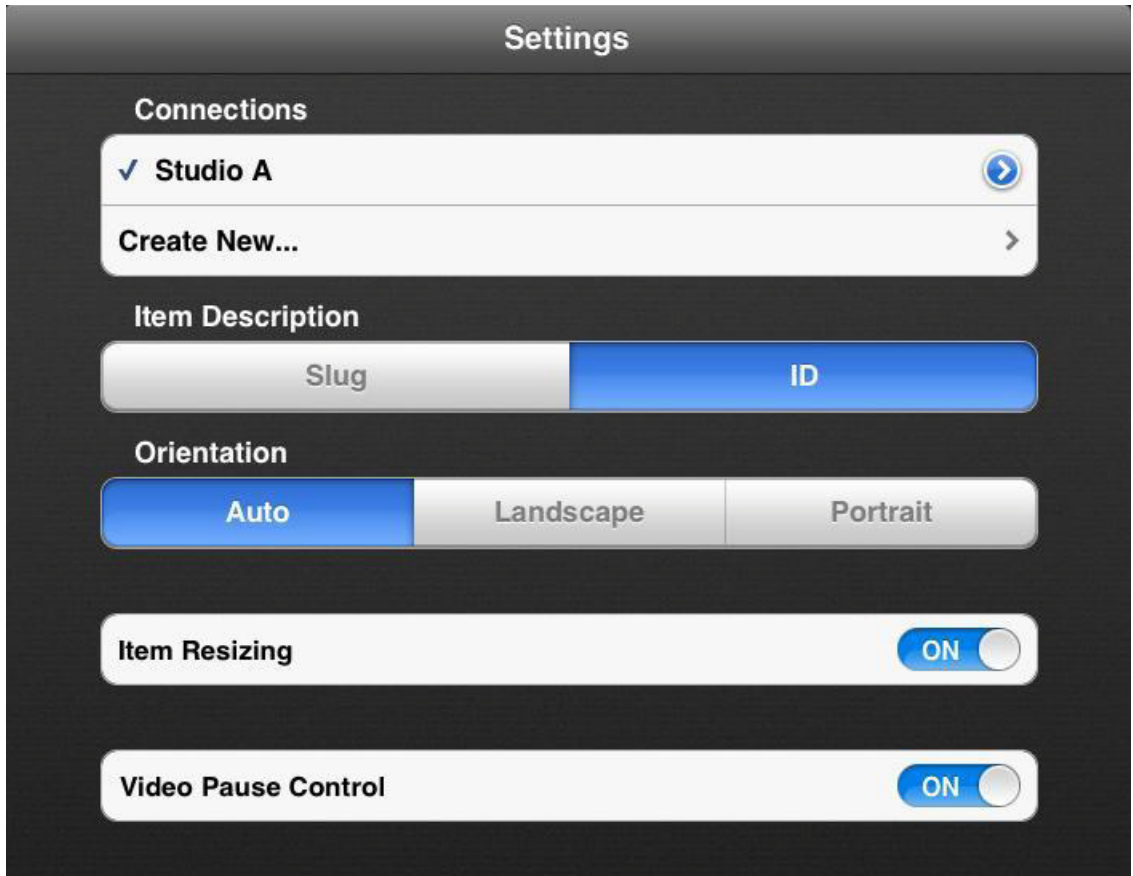 Settings
Connections
✓ Studio A
Create New...
Item Description
Slug ID
Orientation
Auto Landscape Portrait
Item Resizing ON
Video Pause Control ON